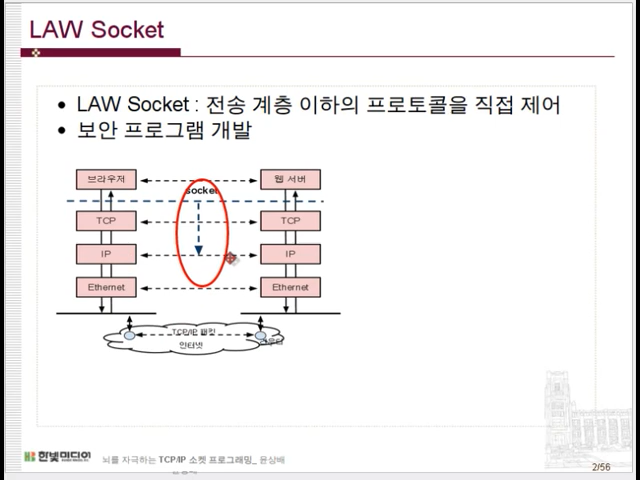 LAW Socket
• LAW Socket : 전송 계층 이하의 프로토콜을 직접 제어
• 보안 프로그램 개발
브라우저
웹 서버
socket
TCP
TCP
IP
IP
Ethernet
Ethernet
TCP/IP 패킷
인터넷
한빛미디어
뇌를 자극하는 TCP/IP 소켓 프로그래밍_ 윤상배
2/56